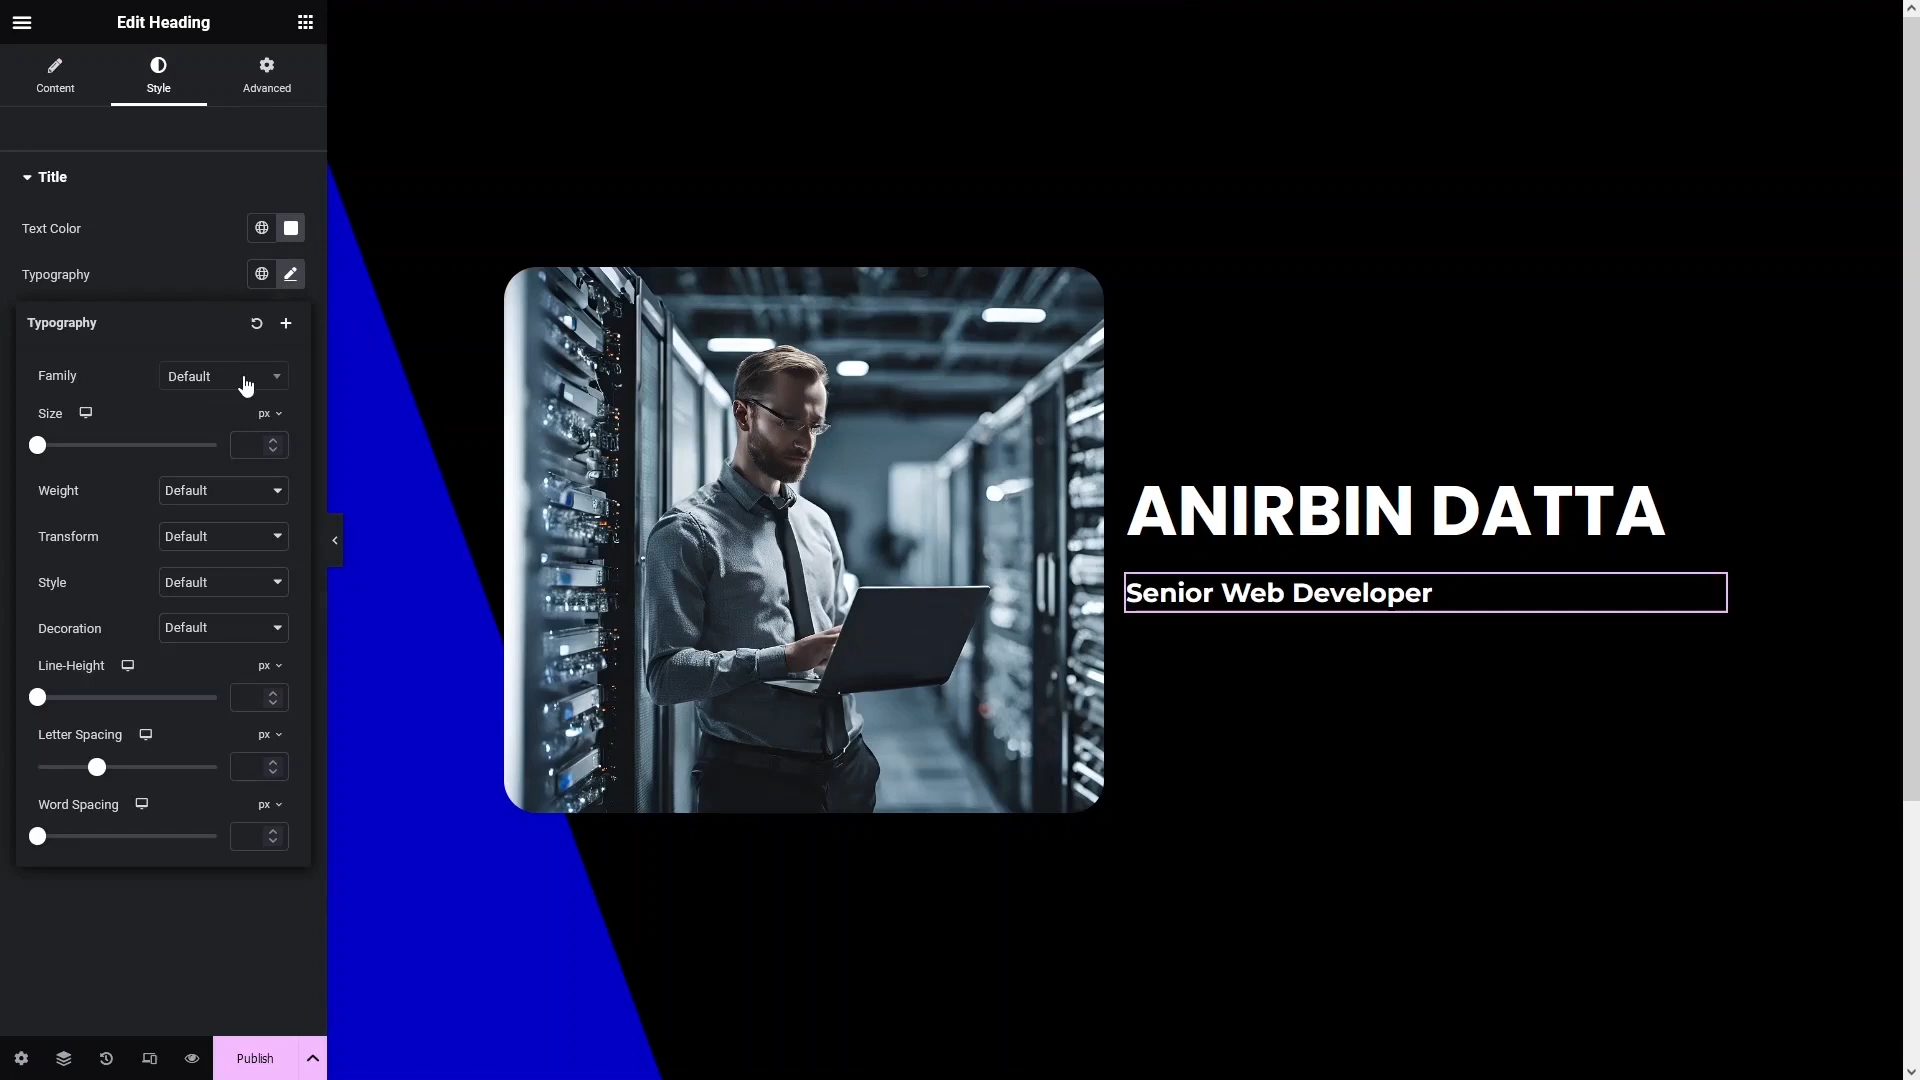 Edit Heading
Content
Style
Advanced
Title
Text Color
Typography
Typography
Family
Default
Size
px
Weight
Default
Transform
Default
Style
Default
Decoration
Default
Line-Height
px
Letter Spacing
px
Word Spacing
px
Publish
ANIRBIN DATTA
Senior Web Developer